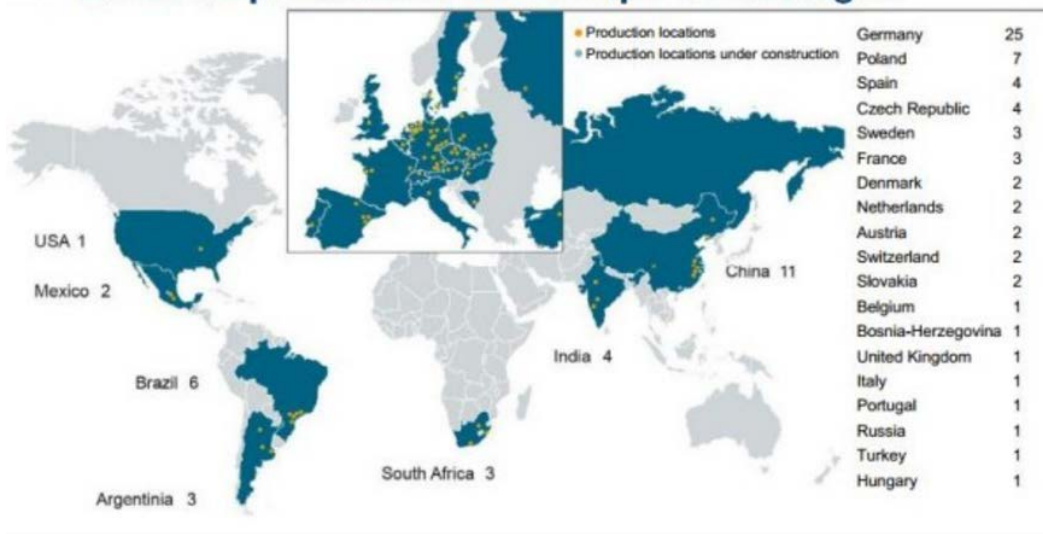 Production locations
Production locations under construction
Germany 25
Poland 7
Spain 4
Czech Republic 4
Sweden 3
France 3
Denmark 2
Netherlands 2
Austria 2
Switzerland 2
Slovakia 2
Belgium 1
Bosnia-Herzegovina 1
United Kingdom 1
Italy 1
Portugal 1
Russia 1
Turkey 1
Hungary 1
USA 1
Mexico 2
Brazil 6
Argentinia 3
South Africa 3
India 4
China 11